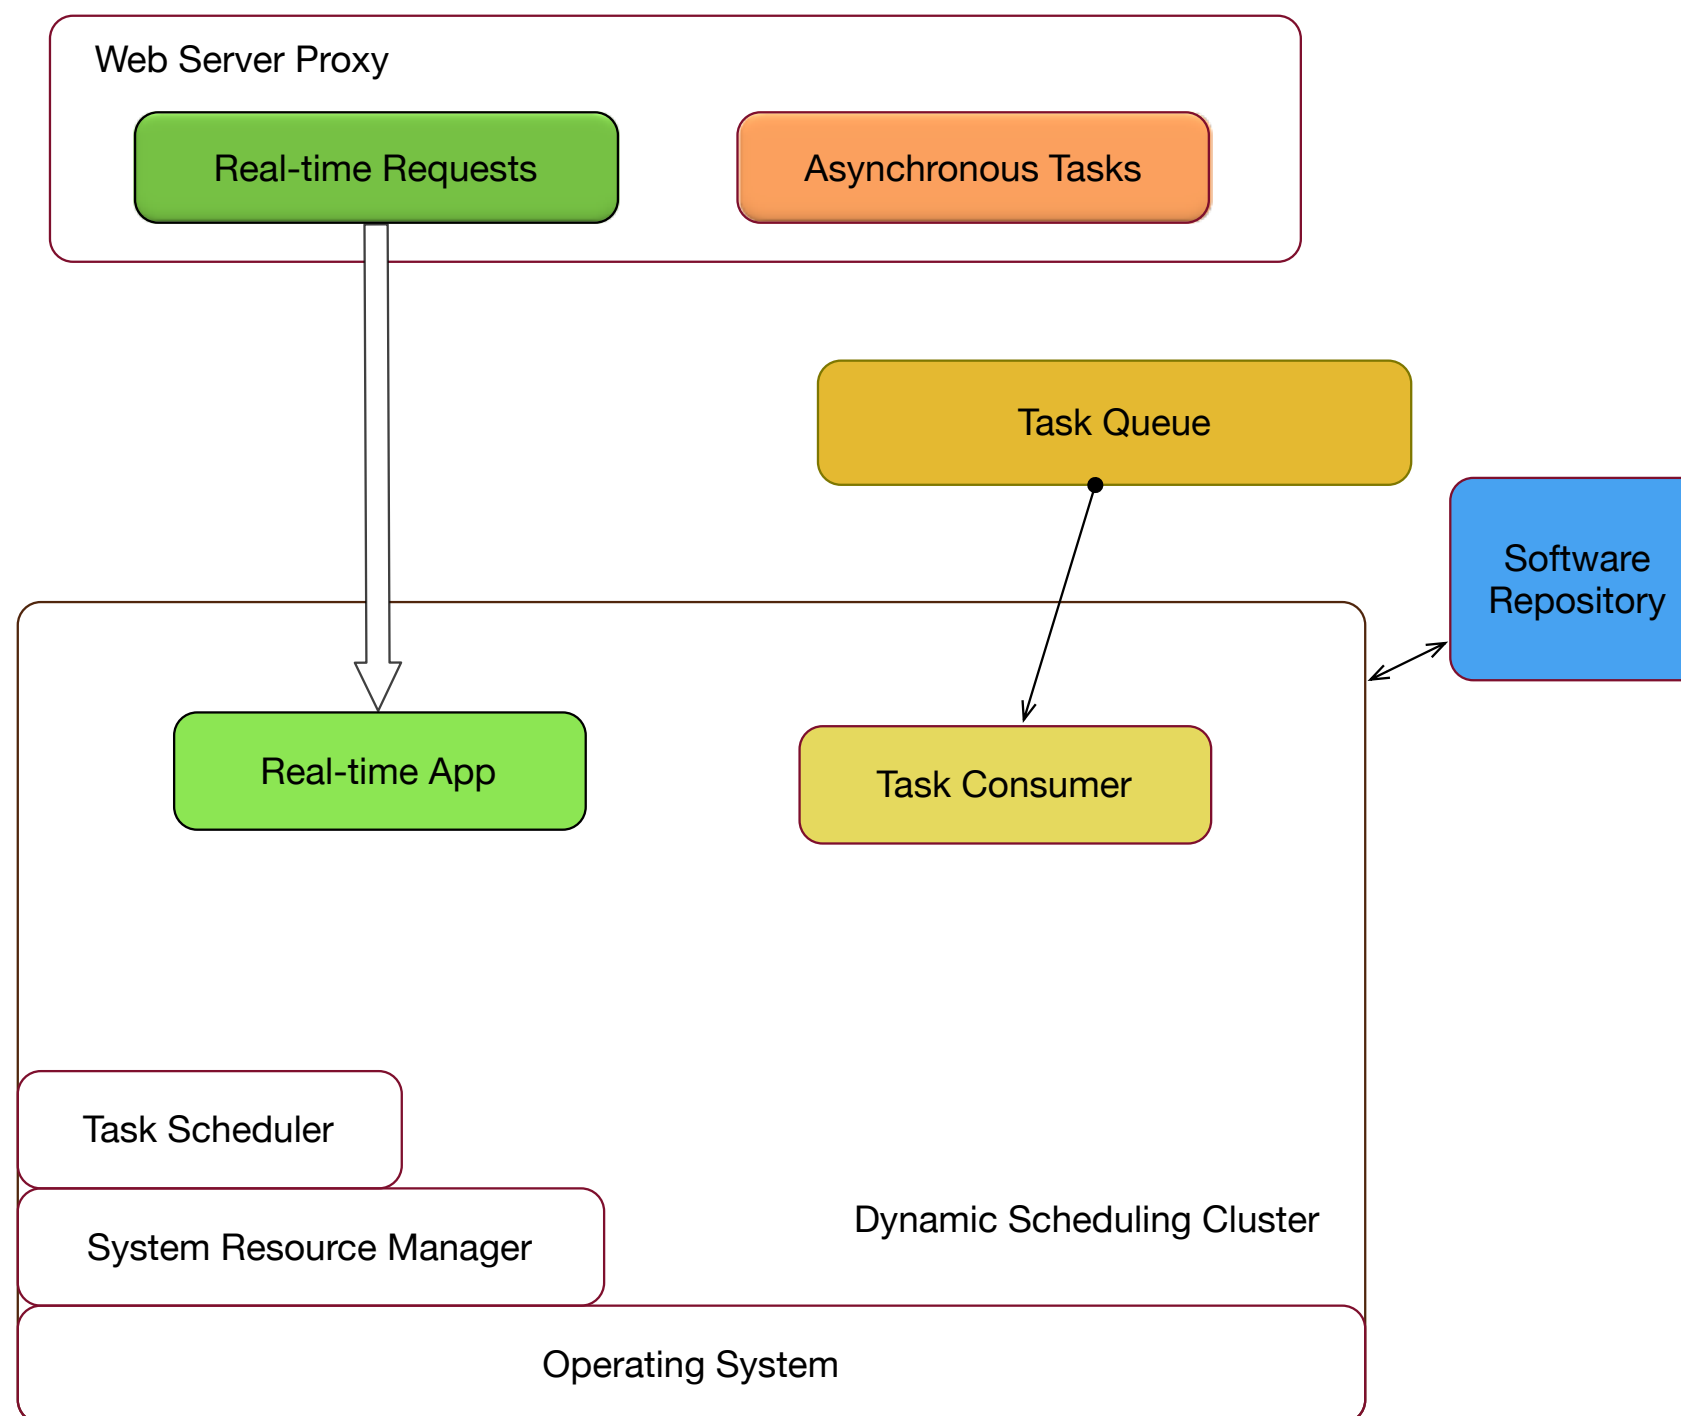 Web Server Proxy
Real-time Requests
Asynchronous Tasks
Task Queue
Software
Repository
Real-time App
Task Consumer
Task Scheduler
Dynamic Scheduling Cluster
System Resource Manager
Operating System